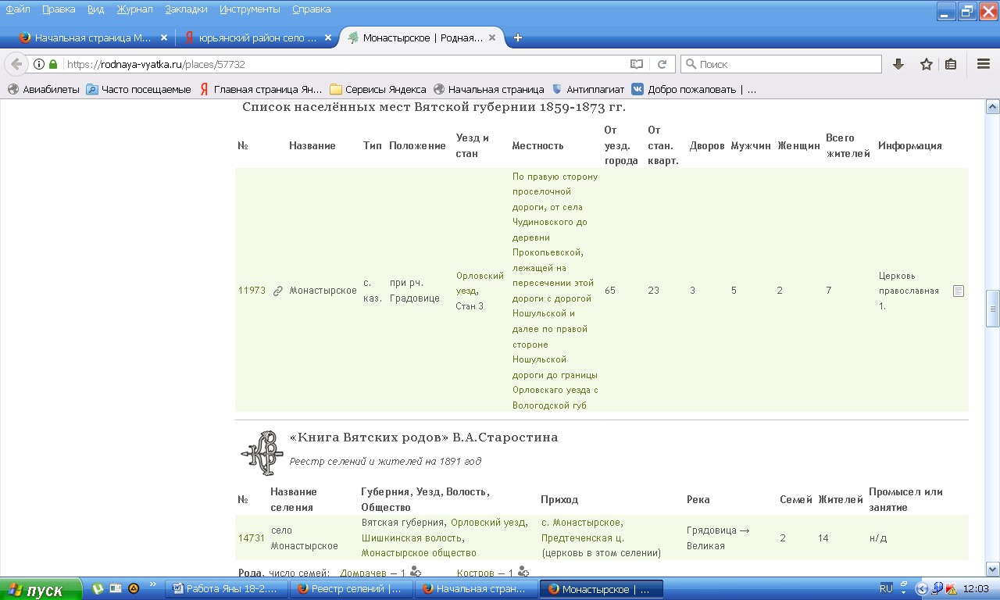 Файл Правка Вид Журнал Закладки Инструменты Справка
Начальная страница M... юрьянский район село ... Монастырское | Родная...
https://rodnaya-vyatka.ru/places/57732 Поиск
Авиабилеты Часто посещаемые Главная страница Ян... Сервисы Яндекса Начальная страница Антиплагиат Добро пожаловать | ...
Список населённых мест Вятской губернии 1859-1873 гг.
№ Название Тип Положение Уезд и стан Местность От уезд. города От стан. кварт. Дворов Мужчин Женщин Всего жителей Информация
11973 Монастырское с. каз. при рч. Градовице Орловский уезд, Стан 3
По правую сторону
проселочной
дороги, от села
Чудиновского до
деревни
Прокопьевской,
лежащей на
пересечении этой
дороги с дорогой
Ношульской и
далее по правой
стороне
Ношульской
дороги до границы
Орловскаго уезда с
Вологодской губ
65 23 3 5 2 7 Церковь православная 1.
«Книга Вятских родов» В.А.Старостина
Реестр селений и жителей на 1891 год
№ Название селения Губерния, Уезд, Волость, Общество Приход Река Семей Жителей Промысел или занятие
14731 село Монастырское
Вятская губерния, Орловский уезд,
Шишкинская волость,
Монастырское общество
с. Монастырское,
Предтеченская ц.
(церковь в этом селении)
Грядовица →
Великая
2 14 н/д
Рода, число семей: Домрачев — 1 Костров — 1
пуск Работа Яны 18-2.... Реестр селений |... Начальная стран... Монастырское | ... RU 12:03